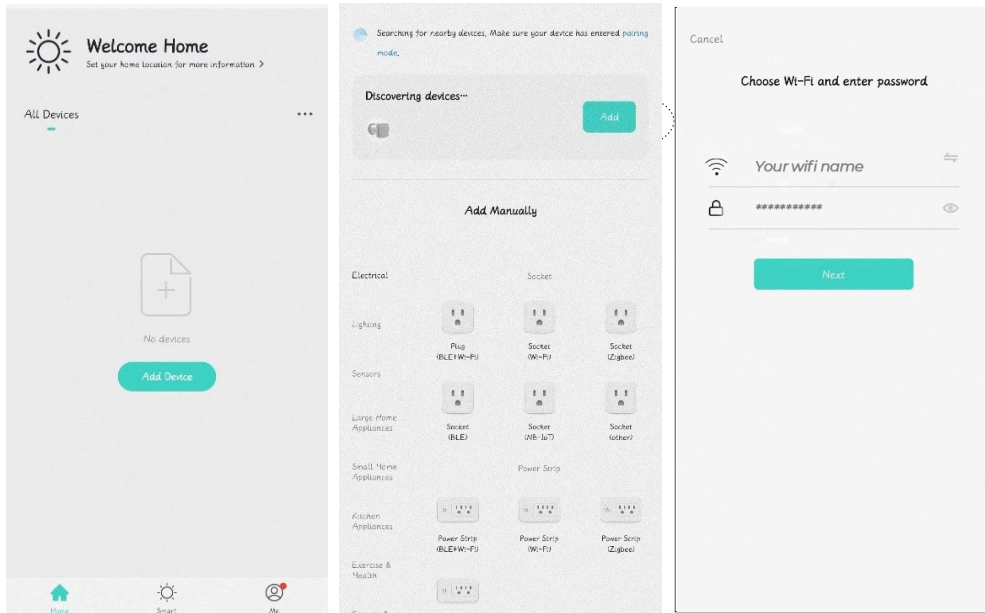 Welcome Home
Set your home location for more information >
All Devices
No devices
Add Device
Home
Smart
Me
Searching for nearby devices, Make sure your device has entered pairing
mode.
Discovering devices...
Add
Add Manually
Electrical
Lighting
Sensors
Large Home
Appliances
Small Home
Appliances
Kitchen
Appliances
Exercise &
Health
Socket
Plug
(BLE+Wi-Fi)
Socket
(Wi-Fi)
Socket
(Zigbee)
Socket
(BLE)
Socket
(NB-IoT)
Socket
(other)
Power Strip
Power Strip
(BLE+Wi-Fi)
Power Strip
(Wi-Fi)
Power Strip
(Zigbee)
Cancel
Choose Wi-Fi and enter password
Your wifi name
***********
Next